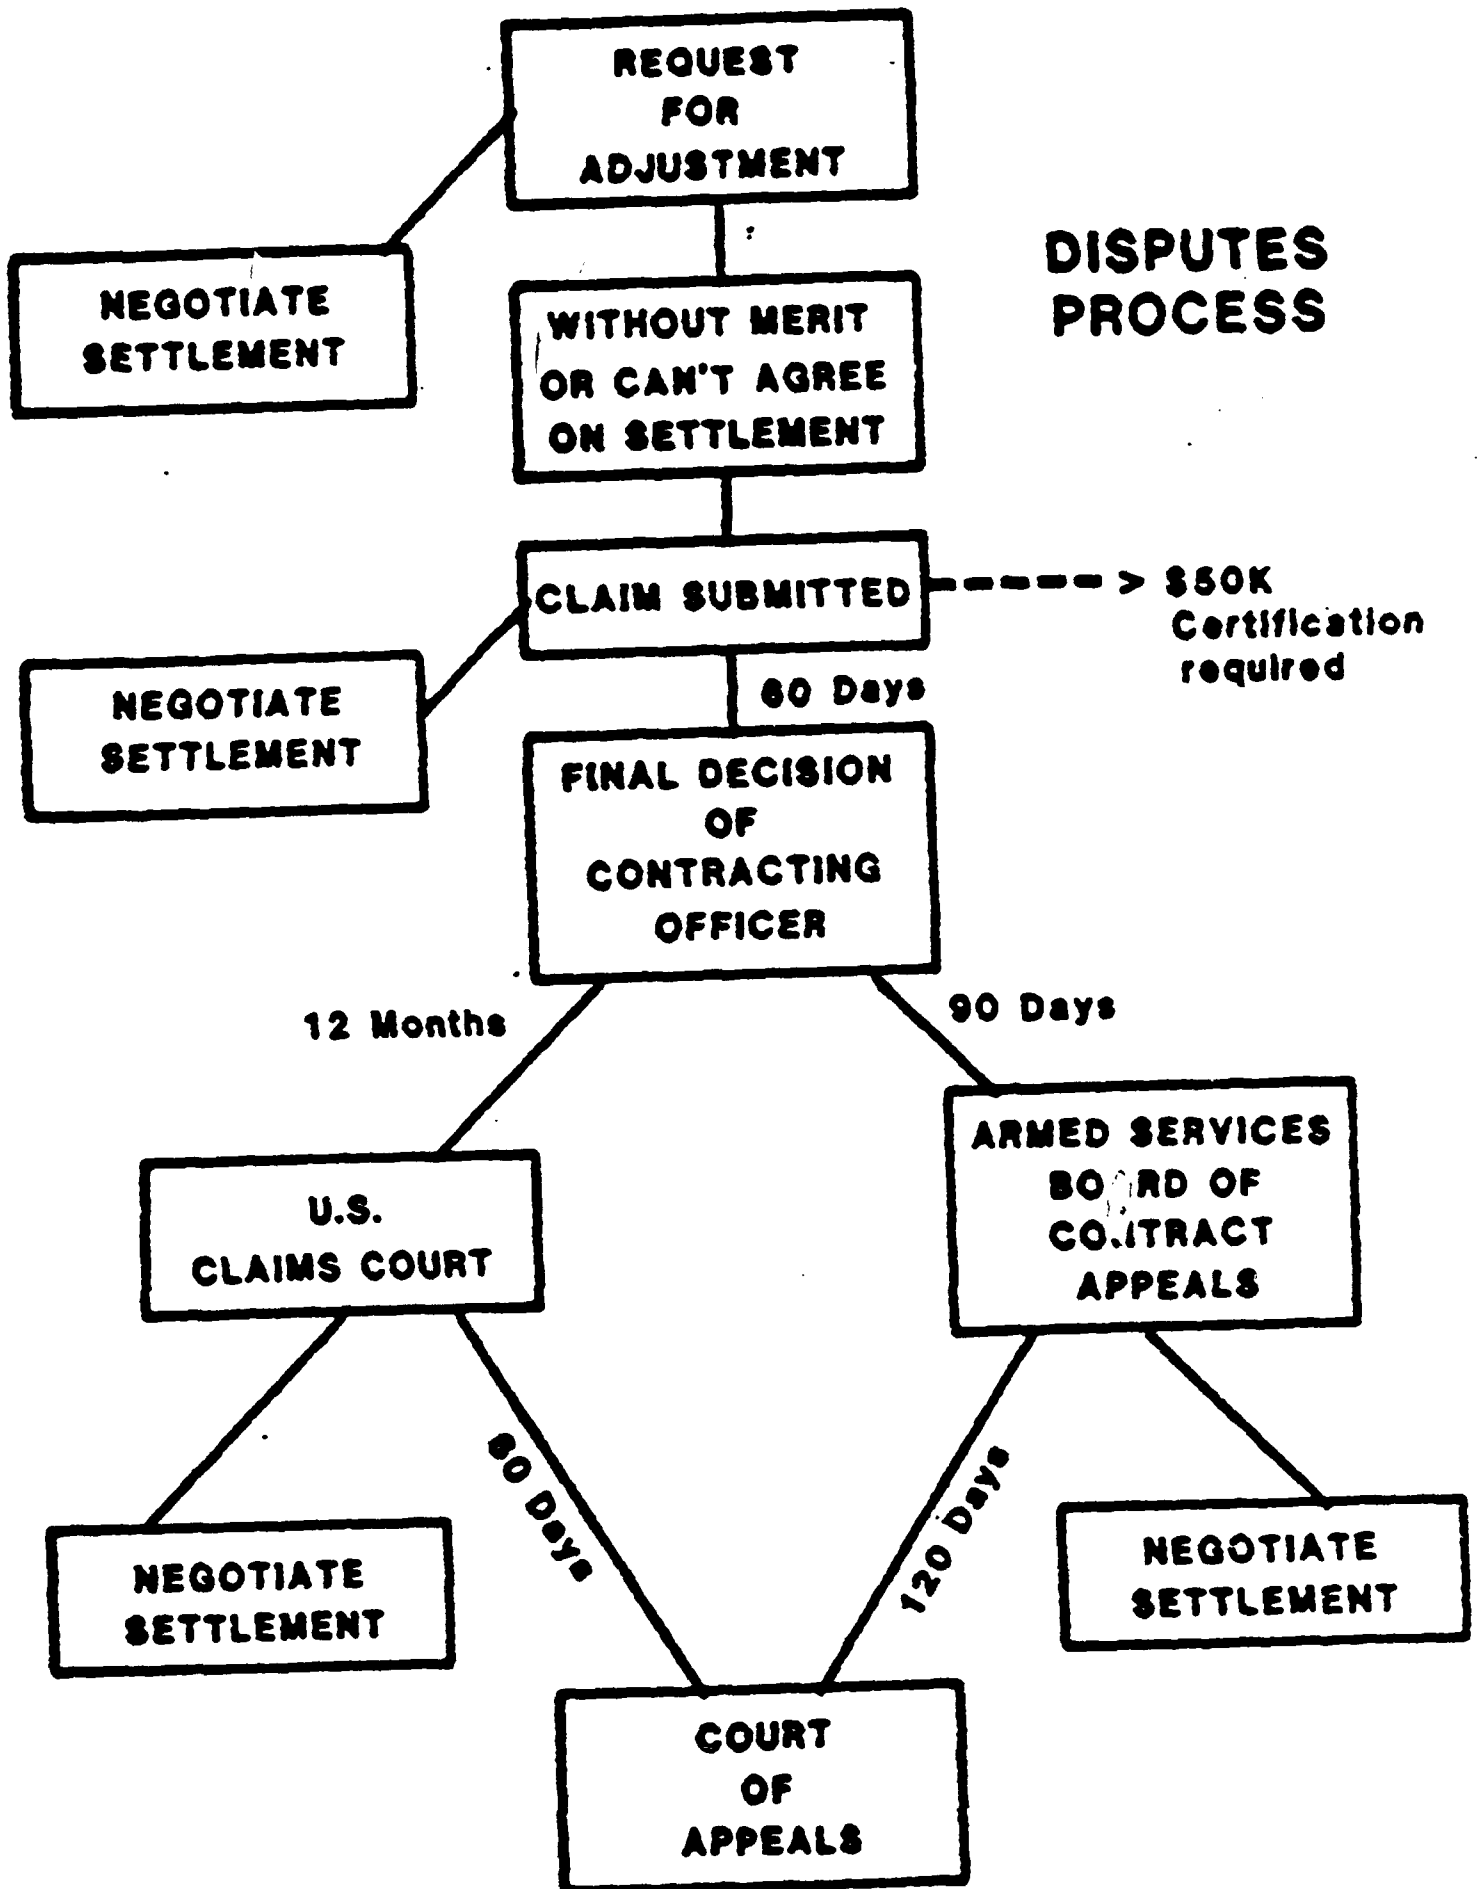 REQUEST
FOR
ADJUSTMENT
DISPUTES
PROCESS
NEGOTIATE
SETTLEMENT
WITHOUT MERIT
OR CAN'T AGREE
ON SETTLEMENT
CLAIM SUBMITTED
> $50K
Certification
required
60 Days
NEGOTIATE
SETTLEMENT
FINAL DECISION
OF
CONTRACTING
OFFICER
12 Months
90 Days
ARMED SERVICES
BOARD OF
CONTRACT
APPEALS
U.S.
CLAIMS COURT
60 Days
120 Days
NEGOTIATE
SETTLEMENT
NEGOTIATE
SETTLEMENT
COURT
OF
APPEALS